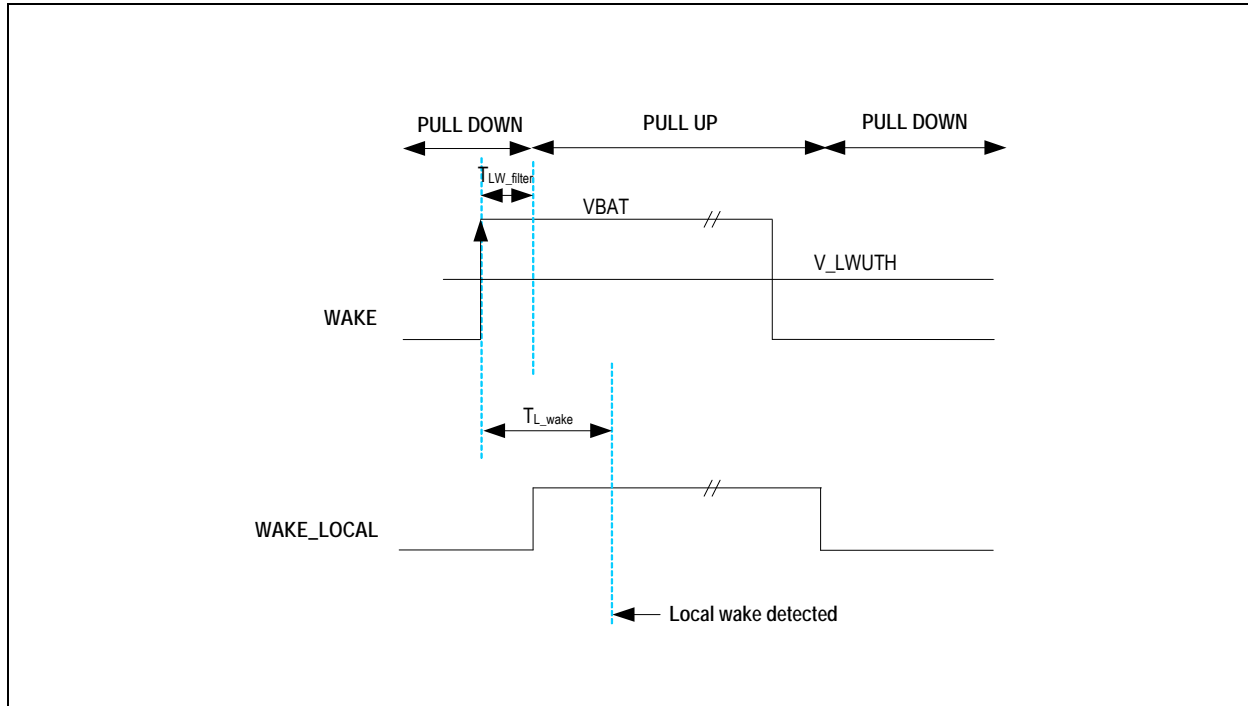 PULL DOWN PULL UP PULL DOWN
TLW_filter
VBAT
V_LWUTH
WAKE
TL_wake
WAKE_LOCAL
Local wake detected